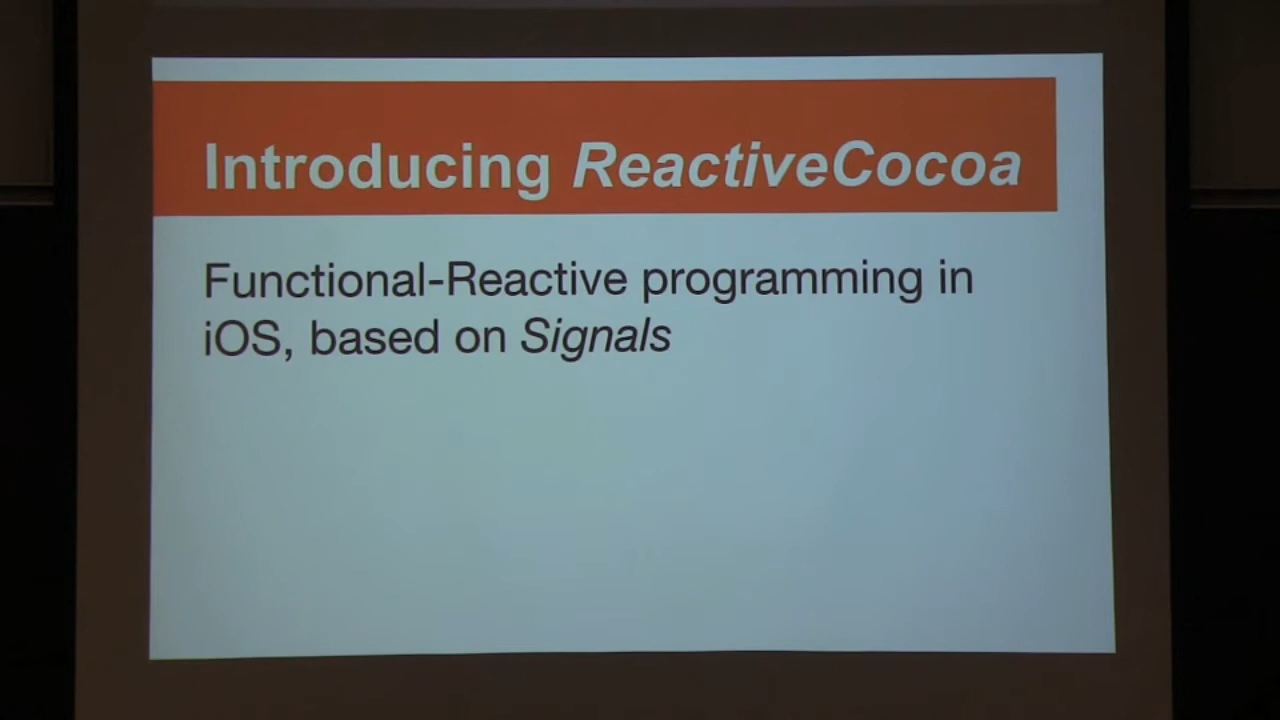 Introducing ReactiveCocoa
Functional-Reactive programming in
iOS, based on Signals